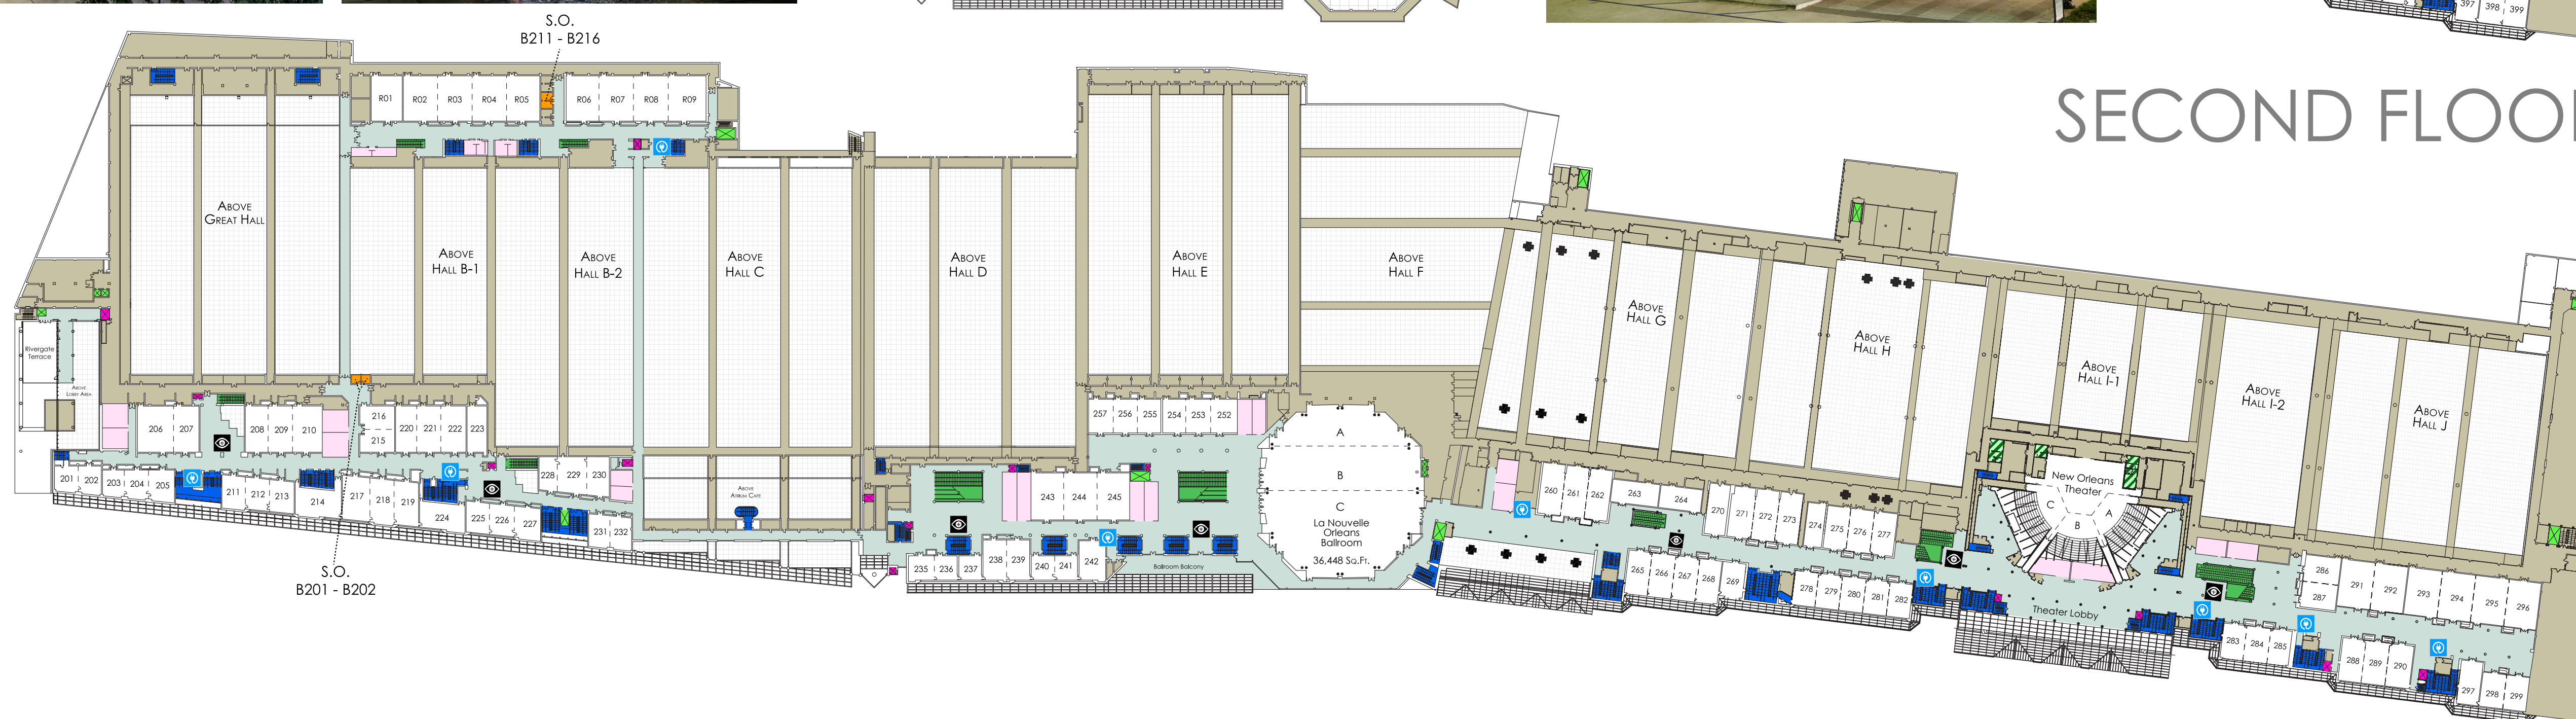 397 398 399
S.O.
B211 - B216
SECOND FLOO
R01 R02 R03 R04 R05 R06 R07 R08 R09
Above
Great Hall
Above
Hall B-1
Above
Hall B-2
Above
Hall C
Above
Hall D
Above
Hall E
Above
Hall F
Above
Hall G
Above
Hall H
Above
Hall I-1
Above
Hall I-2
Above
Hall J
Rivergate
Terrace
Above
Lobby Area
206 207 208 209 210
216
215
220 221 222 223
201 202 203 204 205
211 212 213 214
217 218 219
224 225 226 227
228 229 230
231 232
Above
Atrium Cafe
257 256 255 254 253 252
243 244 245
235 236 237 238 239 240 241 242
Ballroom Balcony
A
B
C
La Nouvelle
Orleans
Ballroom
36,448 Sq.Ft.
260 261 262 263 264
270 271 272 273 274 275 276 277
265 266 267 268 269
278 279 280 281 282
New Orleans
Theater
C
B
A
Theater Lobby
286
287
291 292 293 294 295 296
283 284 285
288 289 290
297 298 299
S.O.
B201 - B202